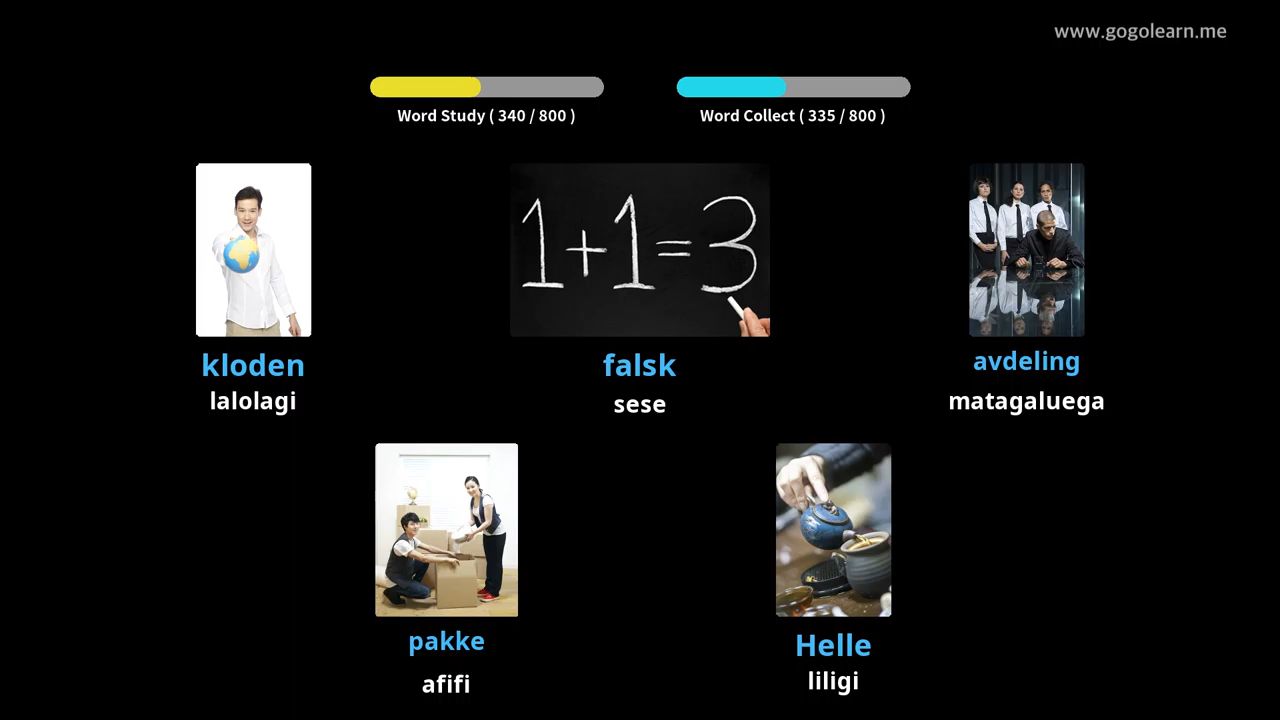 www.gogolearn.me
Word Study ( 340 / 800 )
Word Collect ( 335 / 800 )
1+1=3
kloden
lalolagi
falsk
sese
avdeling
matagaluega
pakke
afifi
Helle
liligi